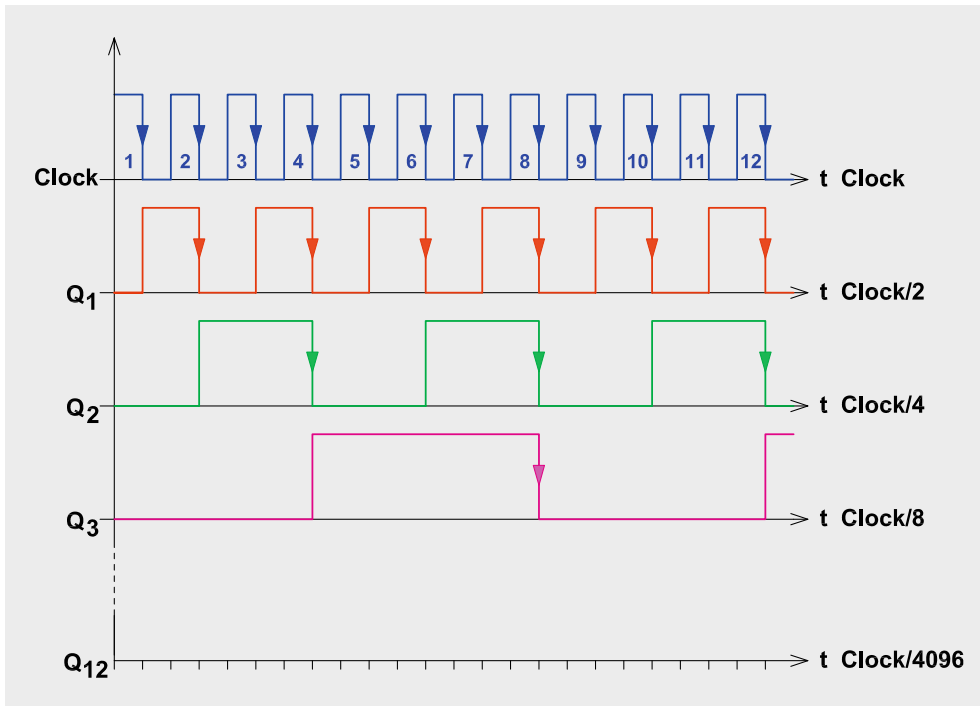 1 2 3 4 5 6 7 8 9 10 11 12
Clock t Clock
Q1 t Clock/2
Q2 t Clock/4
Q3 t Clock/8
Q12 t Clock/4096